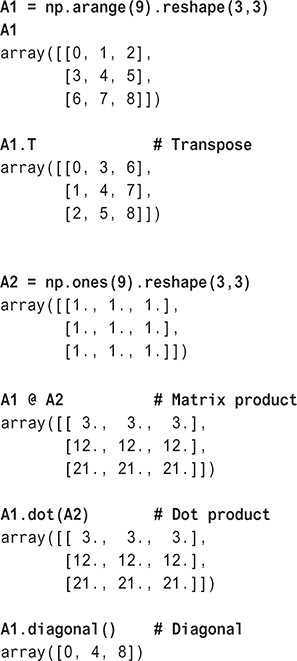 A1 = np.arange(9).reshape(3,3)
A1
array([[0, 1, 2],
       [3, 4, 5],
       [6, 7, 8]])
A1.T             # Transpose
array([[0, 3, 6],
       [1, 4, 7],
       [2, 5, 8]])
A2 = np.ones(9).reshape(3,3)
array([[1., 1., 1.],
       [1., 1., 1.],
       [1., 1., 1.]])
A1 @ A2          # Matrix product
array([[ 3.,  3.,  3.],
       [12., 12., 12.],
       [21., 21., 21.]])
A1.dot(A2)       # Dot product
array([[ 3.,  3.,  3.],
       [12., 12., 12.],
       [21., 21., 21.]])
A1.diagonal()    # Diagonal
array([0, 4, 8])